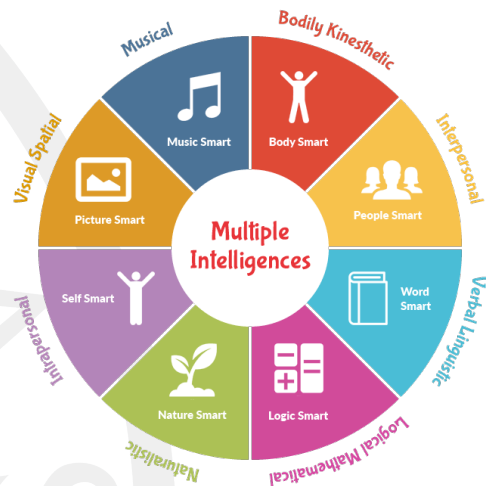 Multiple
Intelligences
Musical
Music Smart
Bodily Kinesthetic
Body Smart
Interpersonal
People Smart
Verbal Linguistic
Word
Smart
Logical Mathematical
Logic Smart
Naturalistic
Nature Smart
Intrapersonal
Self Smart
Visual Spatial
Picture Smart